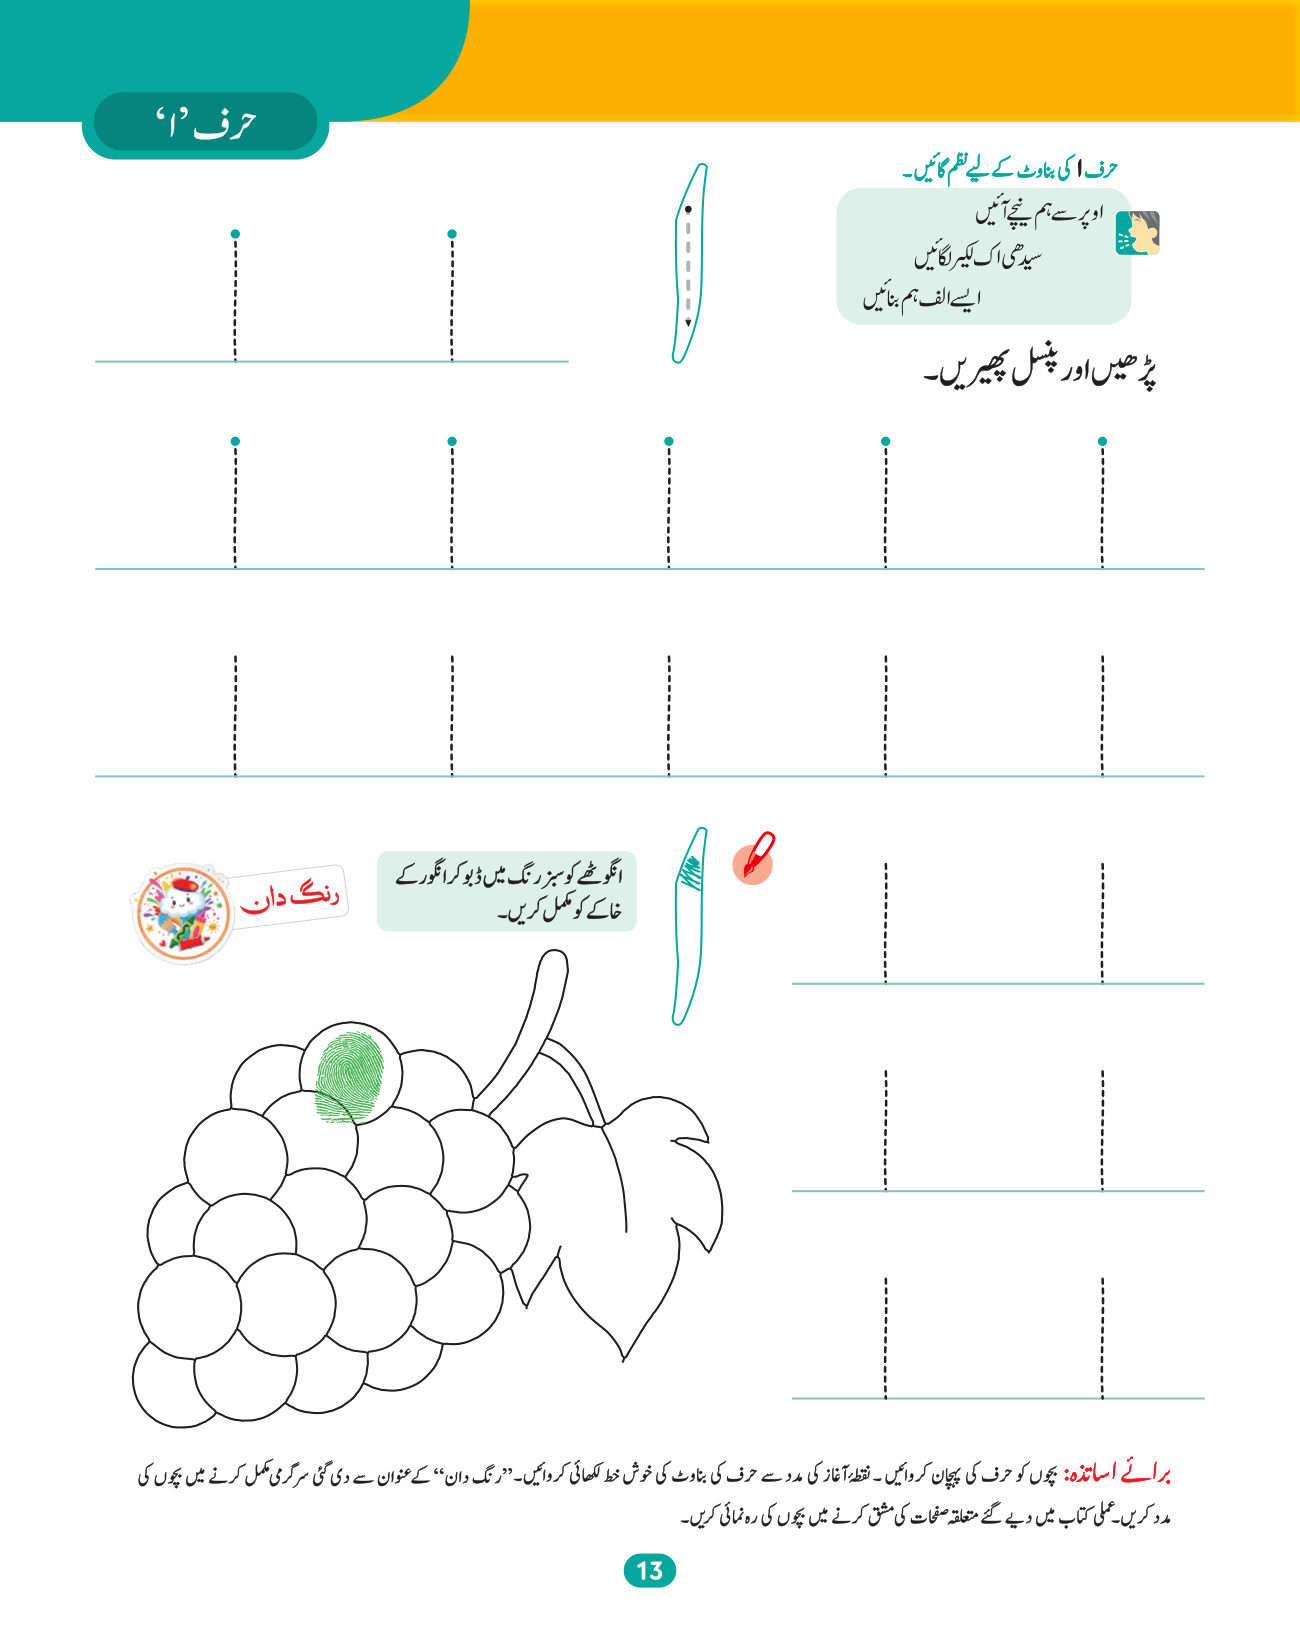 حرف ’ا‘
حرف ا کی بناوٹ کے لیے نظم گائیں۔
اوپر سے ہم نیچے آئیں
سیدھی اک لکیر لگائیں
ایسے الف ہم بنائیں
پڑھیں اور پنسل پھیریں۔
انگوٹھے کو سبز رنگ میں ڈبو کر انگور کے
خاکے کو مکمل کریں۔
رنگ دان
برائے اساتذہ: بچوں کو حرف کی پہچان کروائیں۔ نقطۂ آغاز کی مدد سے حرف کی بناوٹ کی خوش خط لکھائی کروائیں۔ ”رنگ دان“ کے عنوان سے دی گئی سرگرمی مکمل کرنے میں بچوں کی
مدد کریں۔ عملی کتاب میں دیے گئے متعلقہ صفحات کی مشق کرنے میں بچوں کی رہ نمائی کریں۔
13